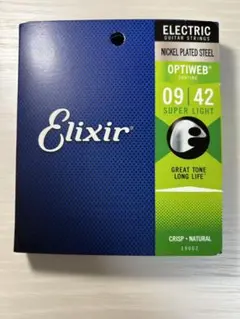 ELECTRIC
GUITAR STRINGS
NICKEL PLATED STEEL
OPTIWEB®
COATING
09 42
SUPER LIGHT
Elixir
GREAT TONE
LONG LIFE
CRISP • NATURAL